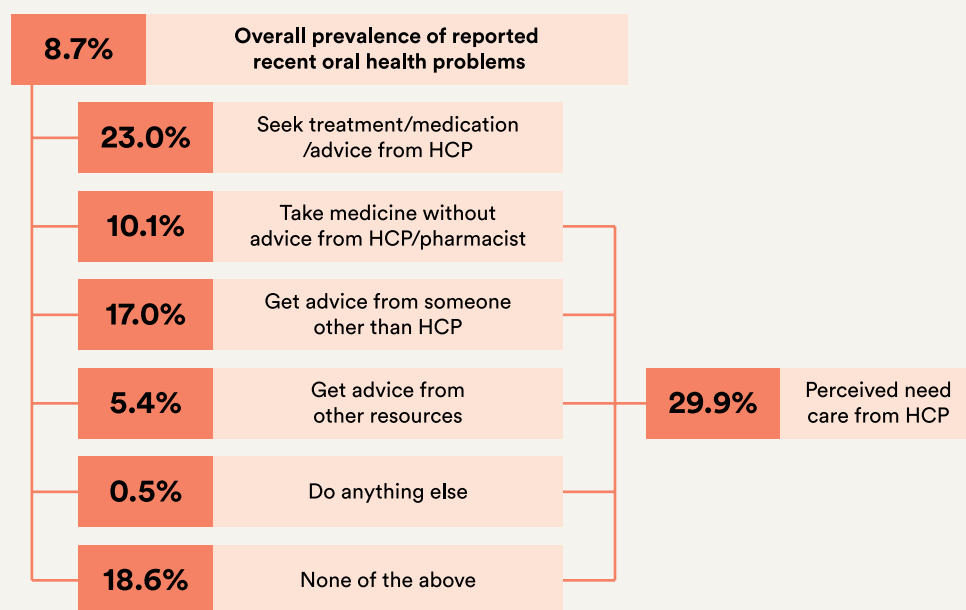 8.7%
Overall prevalence of reported
recent oral health problems
23.0%
Seek treatment/medication
/advice from HCP
10.1%
Take medicine without
advice from HCP/pharmacist
17.0%
Get advice from someone
other than HCP
5.4%
Get advice from
other resources
29.9%
Perceived need
care from HCP
0.5%
Do anything else
18.6%
None of the above